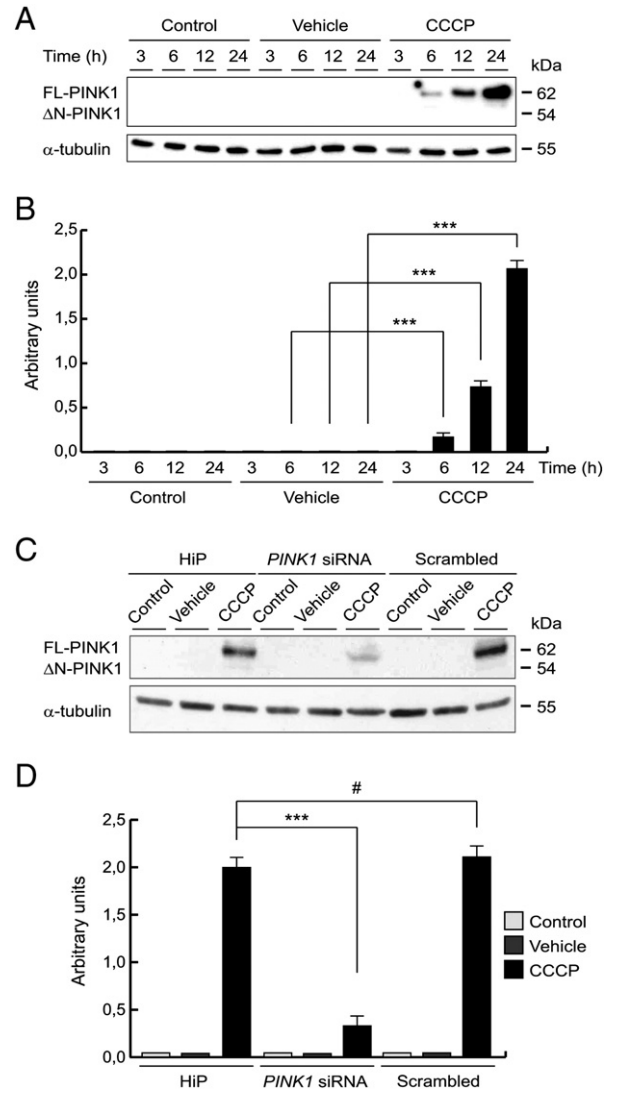 A
Control Vehicle CCCP
Time (h) 3 6 12 24 3 6 12 24 3 6 12 24 kDa
FL-PINK1 – 62
ΔN-PINK1 – 54
α-tubulin – 55
B
Arbitrary units
2,5
***
2,0
***
1,5
***
1,0
0,5
0,0
3 6 12 24 3 6 12 24 3 6 12 24 Time (h)
Control Vehicle CCCP
C
HiP PINK1 siRNA Scrambled
Control Vehicle CCCP Control Vehicle CCCP Control Vehicle CCCP
kDa
FL-PINK1 – 62
ΔN-PINK1 – 54
α-tubulin – 55
D
Arbitrary units
#
2,5
***
2,0
1,5
1,0
0,5
0,0
Control
Vehicle
CCCP
HiP PINK1 siRNA Scrambled